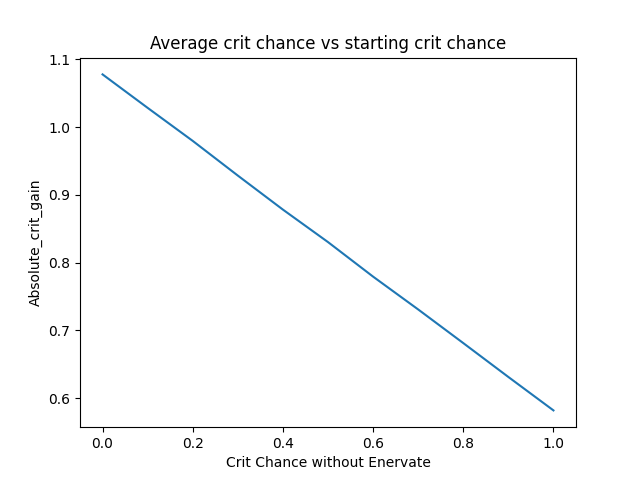 Average crit chance vs starting crit chance
Absolute_crit_gain
1.1
1.0
0.9
0.8
0.7
0.6
0.0 0.2 0.4 0.6 0.8 1.0
Crit Chance without Enervate